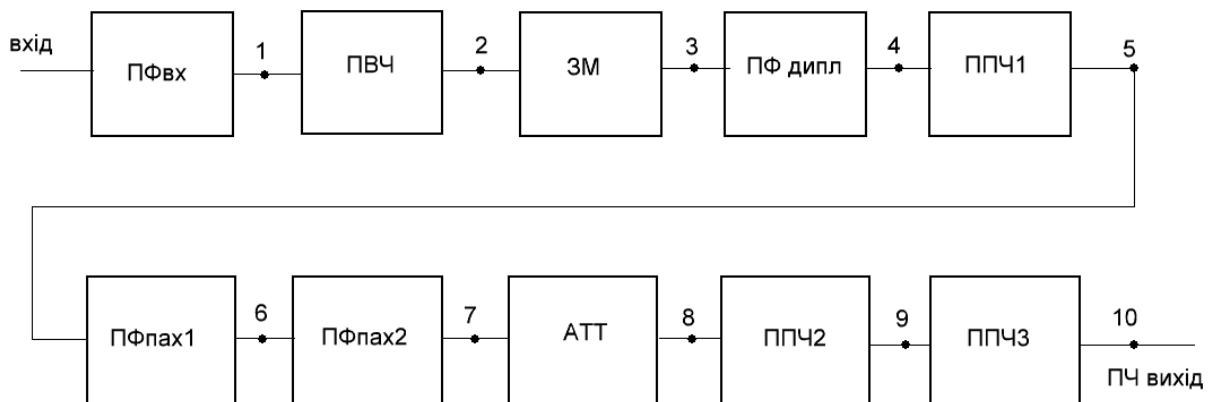 вхід
ПФвх
1
ПВЧ
2
ЗМ
3
ПФ дипл
4
ППЧ1
5
ПФпах1
6
ПФпах2
7
АТТ
8
ППЧ2
9
ППЧ3
10
ПЧ вихід